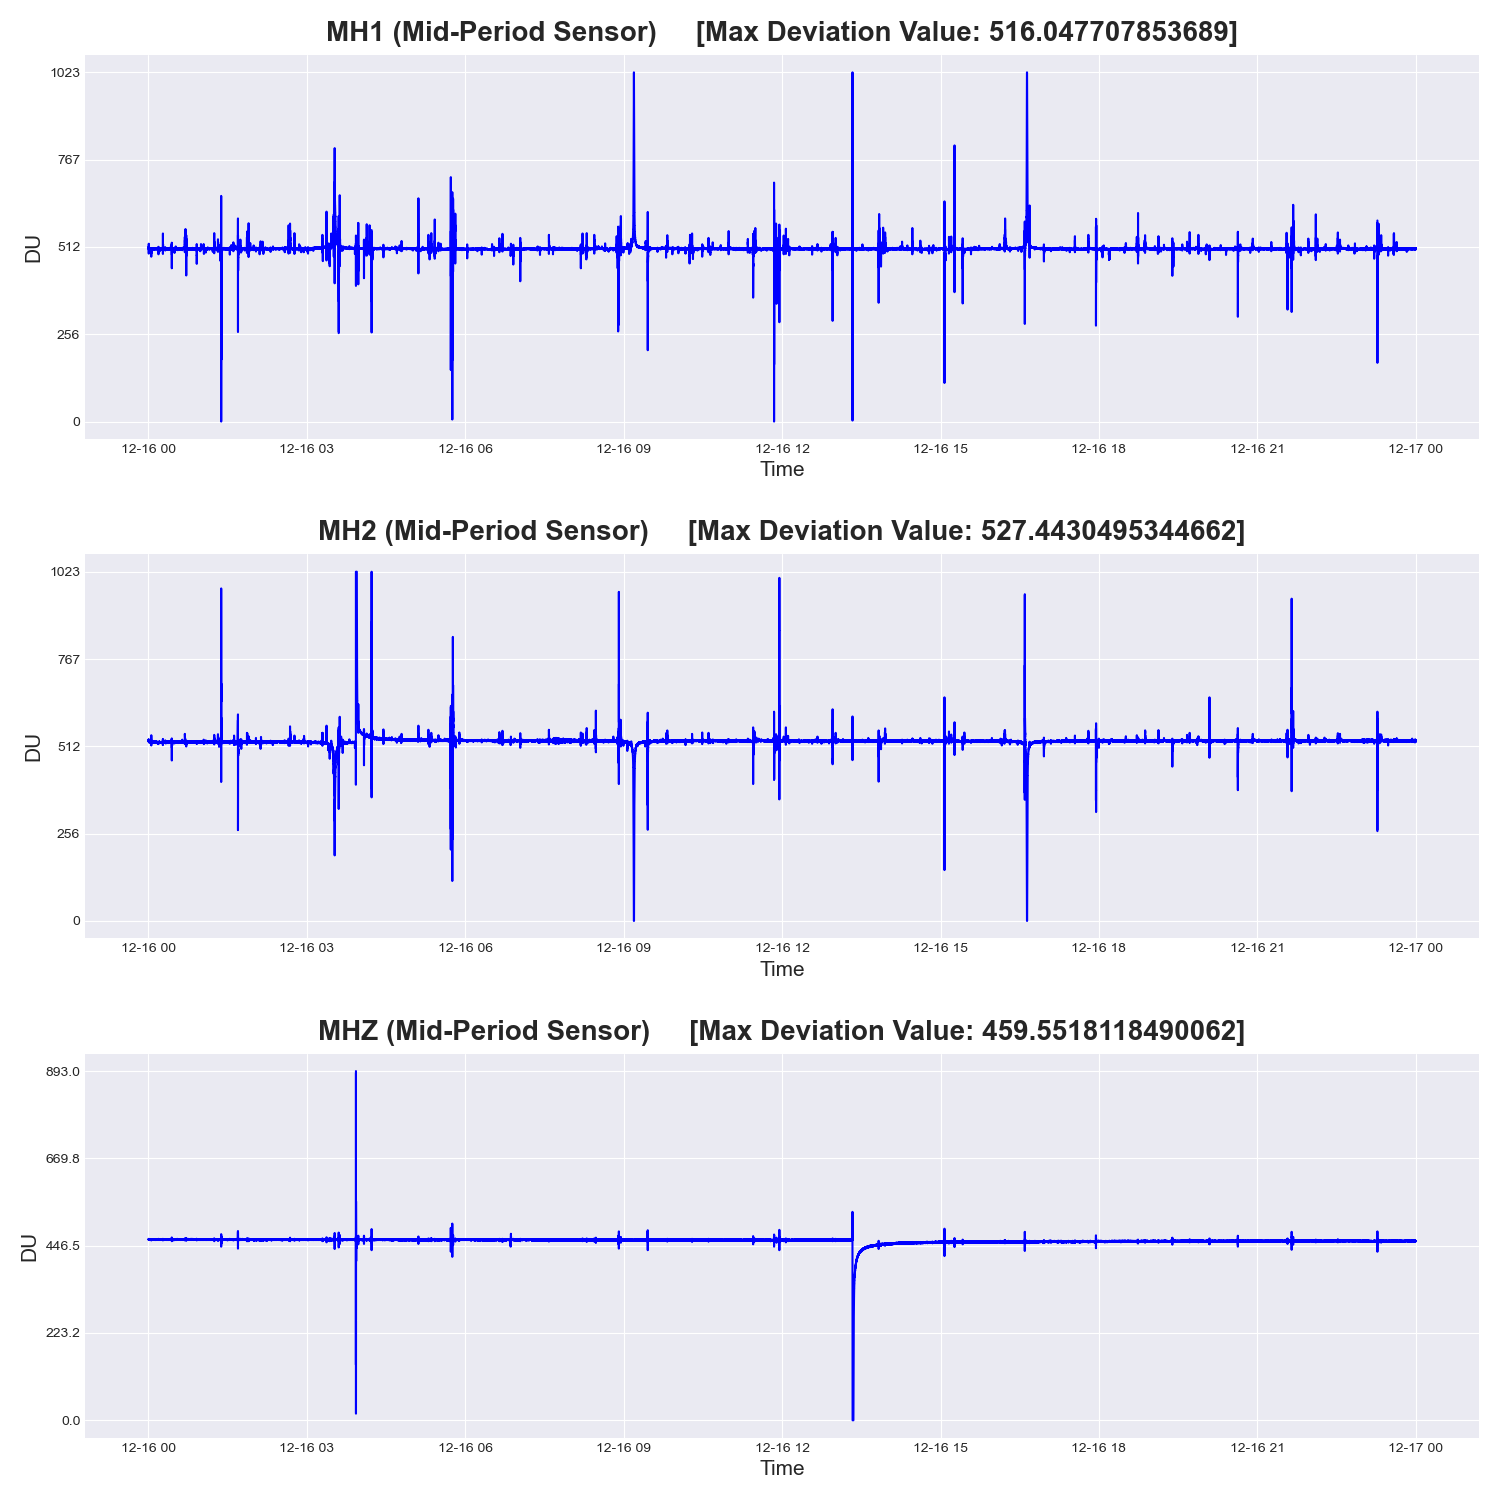 MH1 (Mid-Period Sensor)     [Max Deviation Value: 516.047707853689]
1023
767
512
256
0
DU
12-16 00 12-16 03 12-16 06 12-16 09 12-16 12 12-16 15 12-16 18 12-16 21 12-17 00
Time
MH2 (Mid-Period Sensor)     [Max Deviation Value: 527.4430495344662]
1023
767
512
256
0
DU
12-16 00 12-16 03 12-16 06 12-16 09 12-16 12 12-16 15 12-16 18 12-16 21 12-17 00
Time
MHZ (Mid-Period Sensor)     [Max Deviation Value: 459.5518118490062]
893.0
669.8
446.5
223.2
0.0
DU
12-16 00 12-16 03 12-16 06 12-16 09 12-16 12 12-16 15 12-16 18 12-16 21 12-17 00
Time